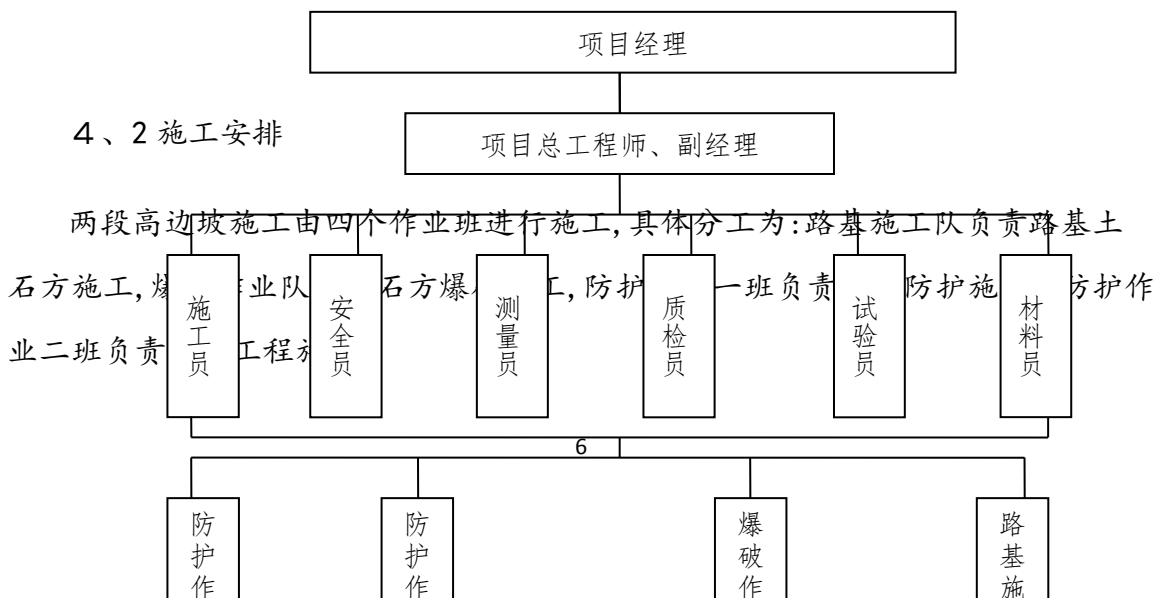 项目经理
4、2施工安排
项目总工程师、副经理
两段高边坡施工由四个作业班进行施工,具体分工为:路基施工队负责路基土
石方施工,爆 作业队 石方爆 工,防护 一班负责 防护施 防护作
业二班负责 工程
施工员
安全员
测量员
质检员
试验员
材料员
6
防护作
防护作
爆破作
路基施